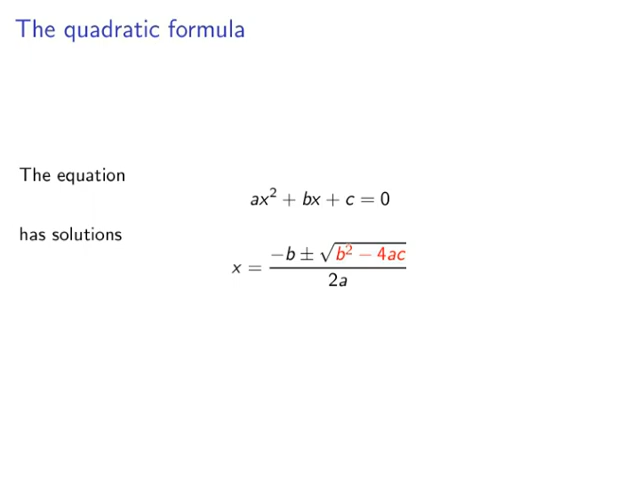 The quadratic formula
The equation
ax² + bx + c = 0
has solutions
x = (−b ± √(b² − 4ac)) / 2a